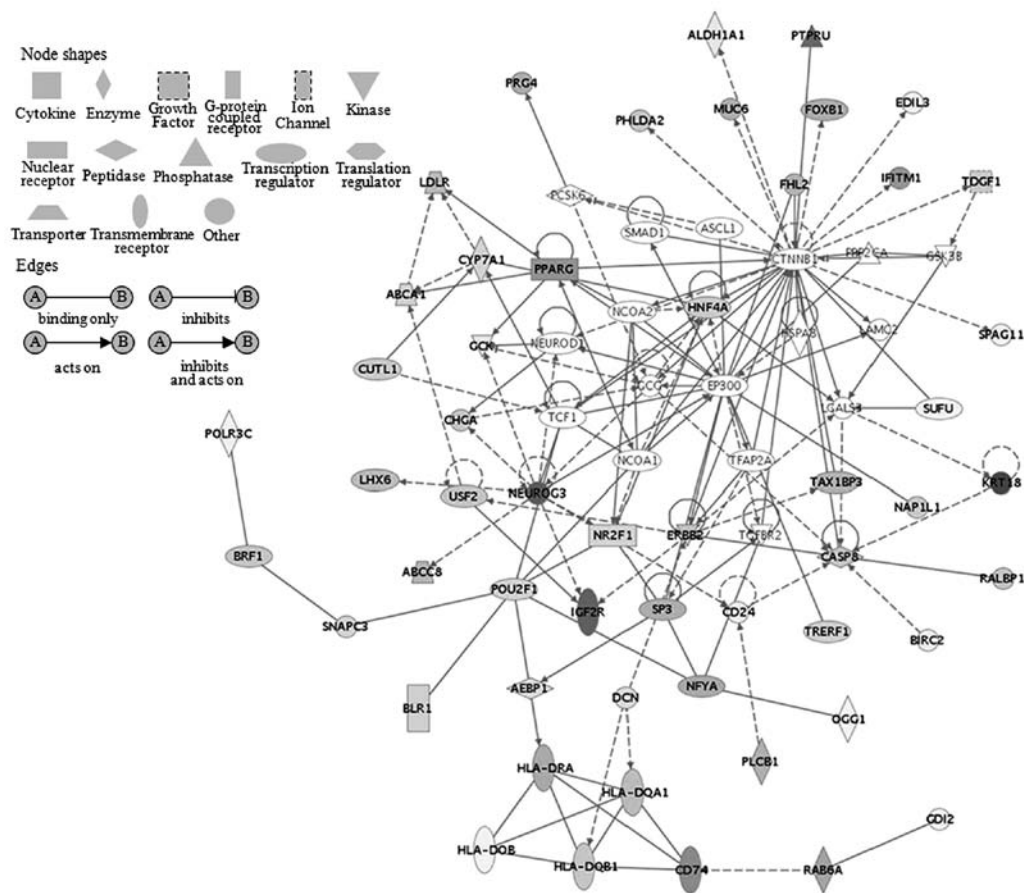 Node shapes
Cytokine
Enzyme
Growth
Factor
G-protein
coupled
receptor
Ion
Channel
Kinase
Nuclear
receptor
Peptidase
Phosphatase
Transcription
regulator
Translation
regulator
Transporter
Transmembrane
receptor
Other
Edges
A
B
binding only
A
B
inhibits
A
B
acts on
A
B
inhibits
and acts on
ALDH1A1
PTPRU
PRG4
PHLDA2
MUC6
FOXB1
EDIL3
LDLR
PCSK6
FHL2
IFITM1
TDGF1
SMAD1
ASCL1
CYP7A1
PPARG
CTNNB1
PPP2CA
GSK3B
ABCA1
NCOA2
HNF4A
GCK
NEUROD1
HSPA8
LAMC2
SPAG11
CUTL1
GCG
EP300
CHGA
TCF1
LGALS3
SUFU
POLR3C
NCOA1
TFAP2A
LHX6
USF2
NEUROG3
TAX1BP3
KRT18
NAP1L1
NR2F1
ERBB2
TGFBR2
CASP8
BRF1
ABCC8
RALBP1
POU2F1
IGF2R
SP3
CD24
SNAPC3
TRERF1
BIRC2
AEBP1
DCN
NFYA
BLR1
OGG1
PLCB1
HLA-DRA
HLA-DQA1
GDI2
HLA-DQB
HLA-DQB1
CD74
RAB6A